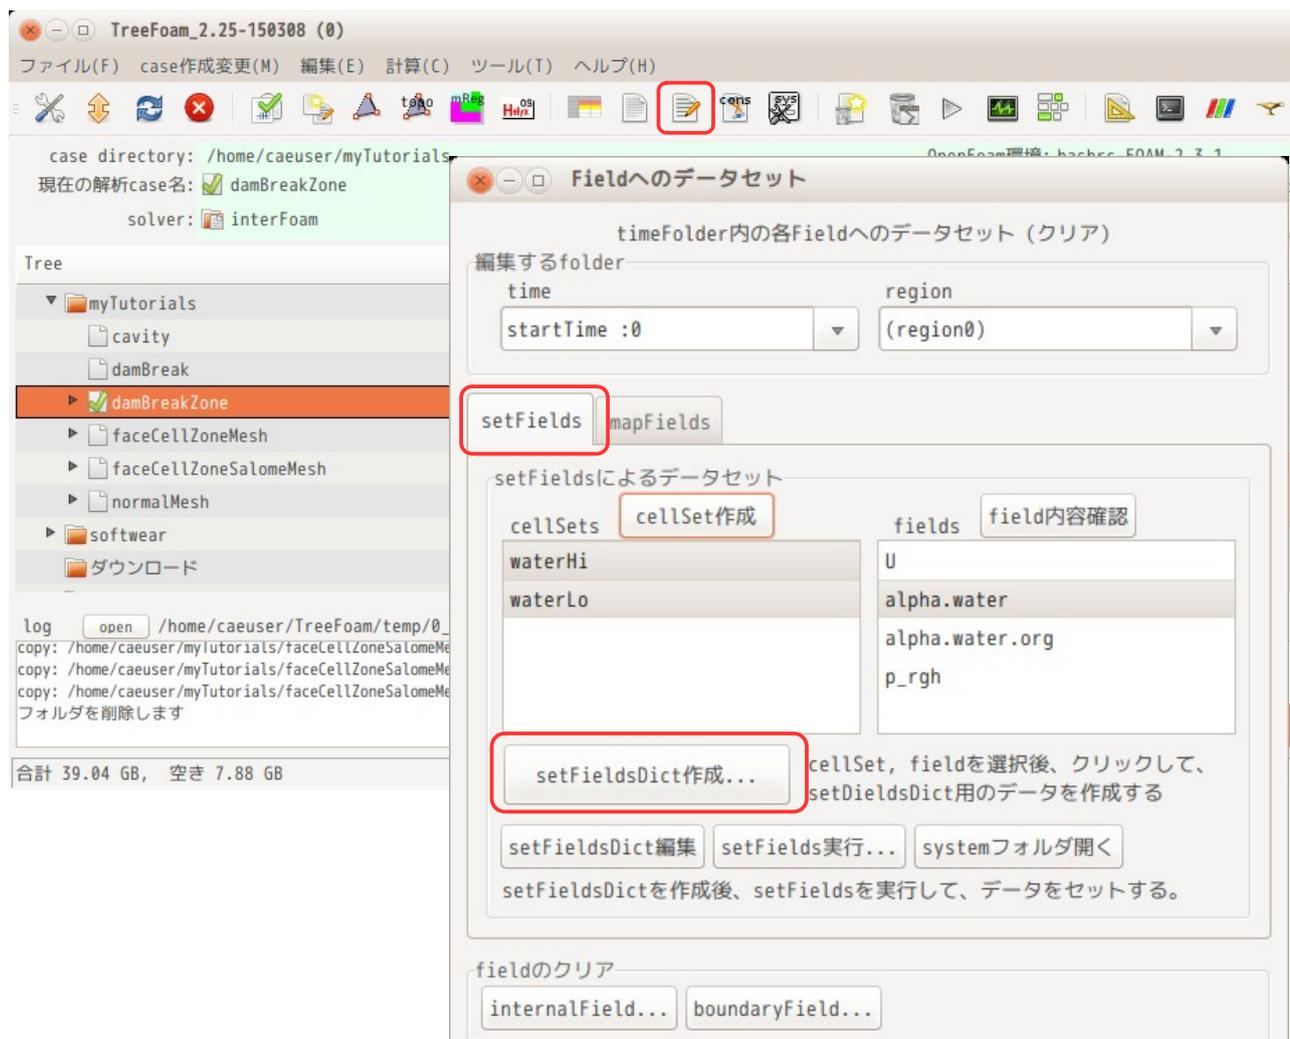 TreeFoam_2.25-150308 (0)
ファイル(F) case作成変更(M) 編集(E) 計算(C) ツール(T) ヘルプ(H)
topo mReg Helyx OS cons sys
case directory: /home/caeuser/myTutorials
OpenFoam環境: bashrc-FOAM-2.3.1
現在の解析case名: damBreakZone
solver: interFoam
Tree
myTutorials
cavity
damBreak
damBreakZone
faceCellZoneMesh
faceCellZoneSalomeMesh
normalMesh
softwear
ダウンロード
log open /home/caeuser/TreeFoam/temp/0_
copy: /home/caeuser/myTutorials/faceCellZoneSalomeMe
copy: /home/caeuser/myTutorials/faceCellZoneSalomeMe
copy: /home/caeuser/myTutorials/faceCellZoneSalomeMe
フォルダを削除します
合計 39.04 GB, 空き 7.88 GB
Fieldへのデータセット
timeFolder内の各Fieldへのデータセット (クリア)
編集するfolder
time region
startTime :0 (region0)
setFields mapFields
setFieldsによるデータセット
cellSets cellSet作成 fields field内容確認
waterHi
waterLo
U
alpha.water
alpha.water.org
p_rgh
setFieldsDict作成...
cellSet, fieldを選択後、クリックして、
setDieldsDict用のデータを作成する
setFieldsDict編集 setFields実行... systemフォルダ開く
setFieldsDictを作成後、setFieldsを実行して、データをセットする。
fieldのクリア
internalField... boundaryField...